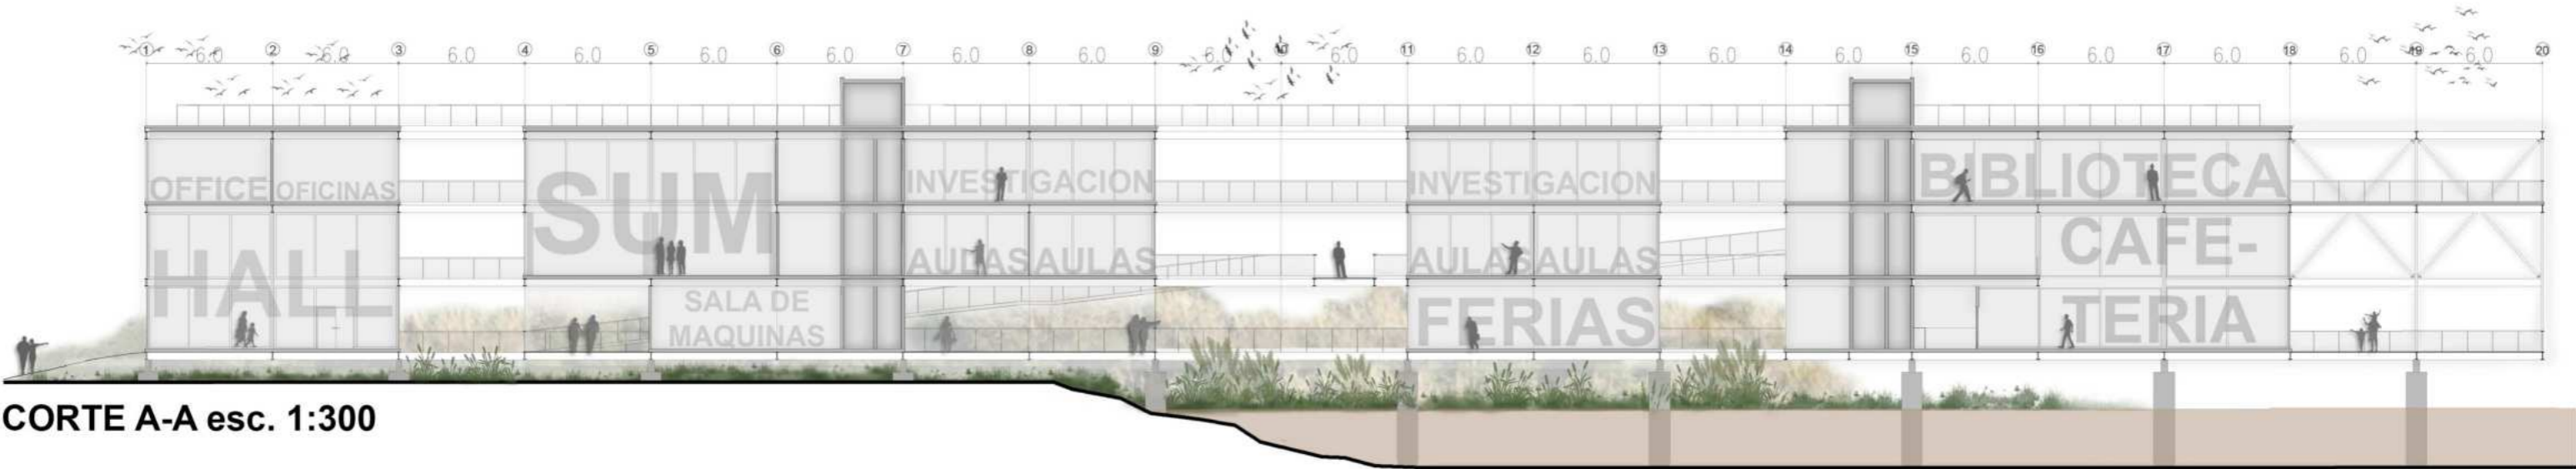 1 6.0 2 6.0 3 6.0 4 6.0 5 6.0 6 6.0 7 6.0 8 6.0 9 6.0 10 6.0 11 6.0 12 6.0 13 6.0 14 6.0 15 6.0 16 6.0 17 6.0 18 6.0 19 6.0 20
OFFICE OFICINAS
HALL
SUM
SALA DE
MAQUINAS
INVESTIGACION
AULAS AULAS
INVESTIGACION
AULAS AULAS
FERIAS
BIBLIOTECA
CAFE-
TERIA
CORTE A-A esc. 1:300